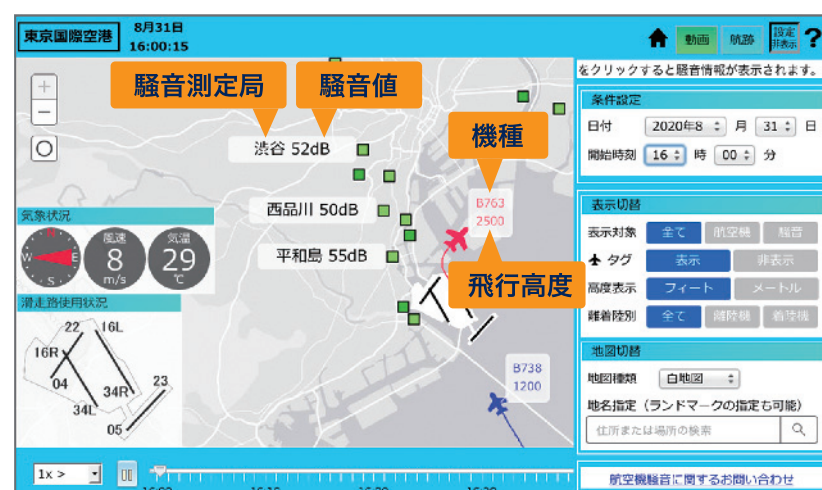 東京国際空港
8月31日
16:00:15
動画
航跡
設定
非表示
?
をクリックすると騒音情報が表示されます。
騒音測定局
騒音値
機種
飛行高度
渋谷 52dB
西品川 50dB
平和島 55dB
B763
2500
B738
1200
気象状況
N
W
E
S
風速
8
m/s
気温
29
℃
滑走路使用状況
22
16L
16R
04
34R
23
34L
05
条件設定
日付 2020年8 月 31 日
開始時刻 16 時 00 分
表示切替
表示対象 全て 航空機 騒音
タグ 表示 非表示
高度表示 フィート メートル
離着陸別 全て 離陸機 着陸機
地図切替
地図種類 白地図
地名指定（ランドマークの指定も可能）
住所または場所の検索
1x >
16:00 16:10 16:20 16:30
航空機騒音に関するお問い合わせ